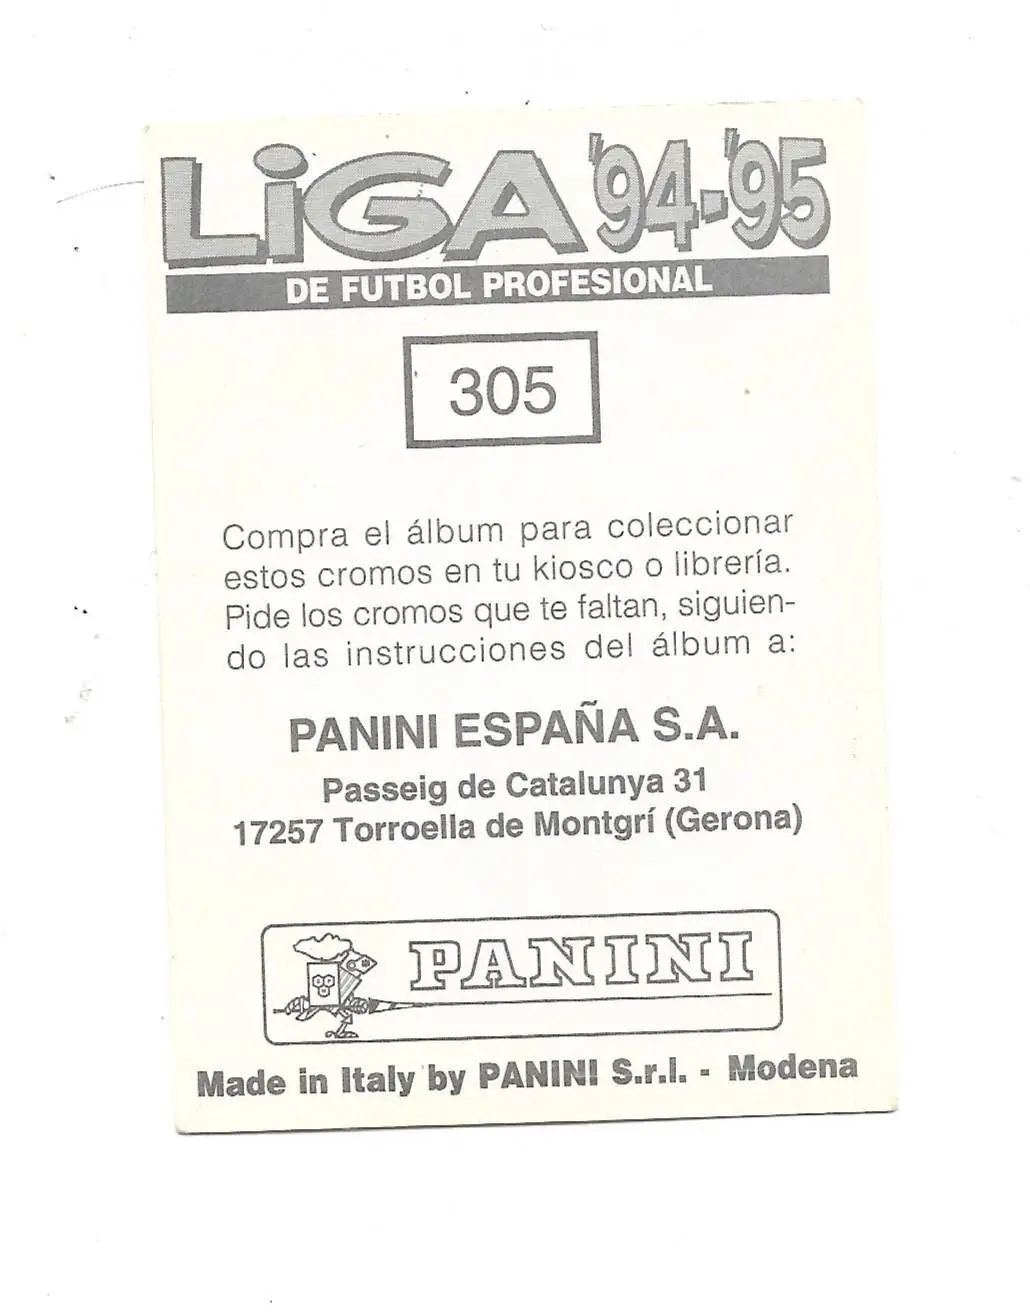 LiGA '94-'95
DE FUTBOL PROFESIONAL
305
Compra el álbum para coleccionar
estos cromos en tu kiosco o librería.
Pide los cromos que te faltan, siguien-
do las instrucciones del álbum a:
PANINI ESPAÑA S.A.
Passeig de Catalunya 31
17257 Torroella de Montgrí (Gerona)
PANINI
Made in Italy by PANINI S.r.l. - Modena